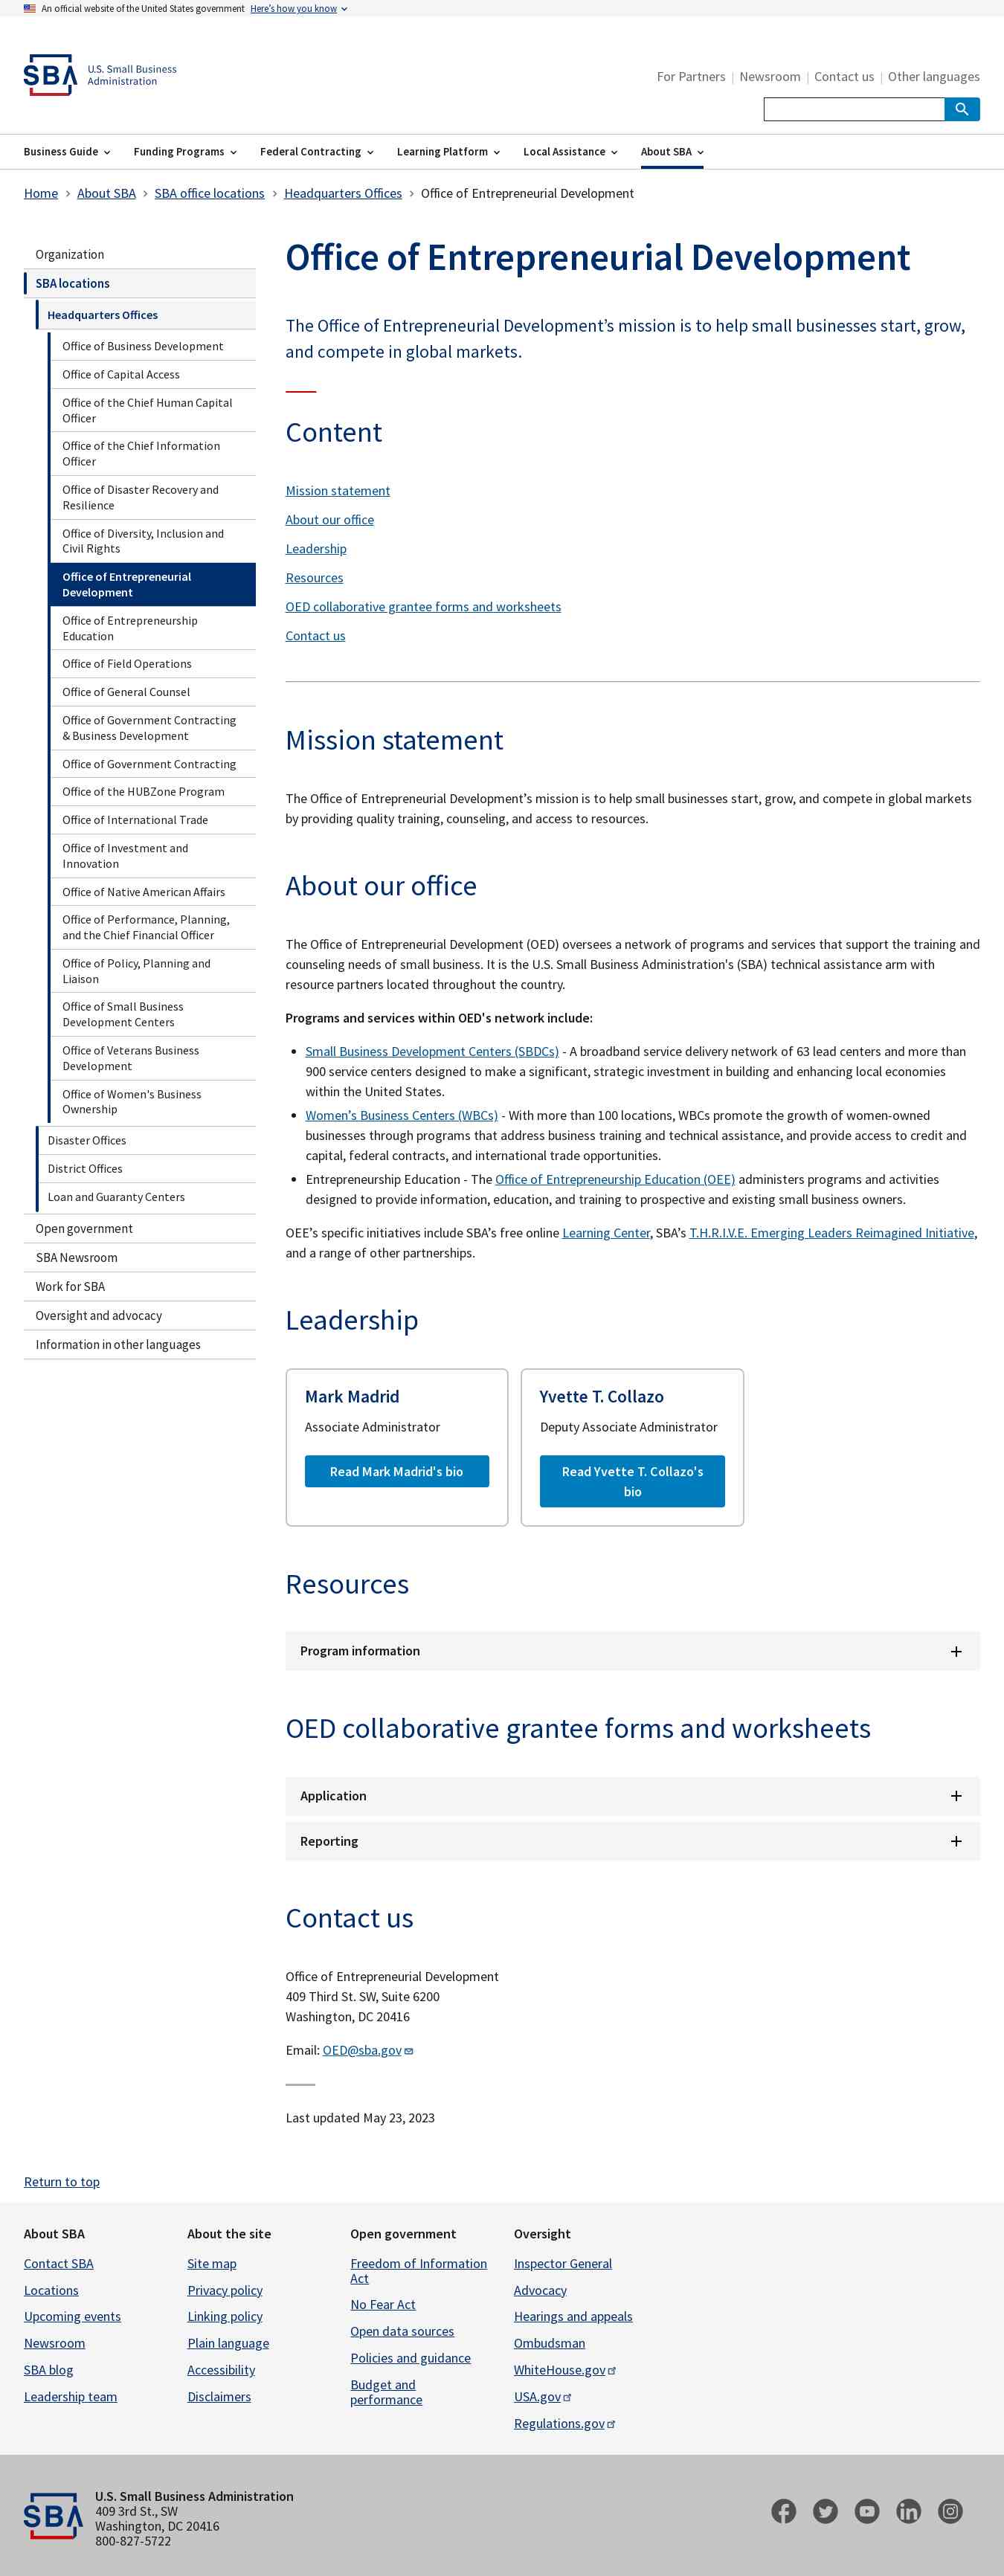 An official website of the United States government Here’s how you know
SBA U.S. Small Business
Administration
For Partners | Newsroom | Contact us | Other languages
Business Guide Funding Programs Federal Contracting Learning Platform Local Assistance About SBA
Home > About SBA > SBA office locations > Headquarters Offices > Office of Entrepreneurial Development
Organization
SBA locations
Headquarters Offices
Office of Business Development
Office of Capital Access
Office of the Chief Human Capital
Officer
Office of the Chief Information
Officer
Office of Disaster Recovery and
Resilience
Office of Diversity, Inclusion and
Civil Rights
Office of Entrepreneurial
Development
Office of Entrepreneurship
Education
Office of Field Operations
Office of General Counsel
Office of Government Contracting
& Business Development
Office of Government Contracting
Office of the HUBZone Program
Office of International Trade
Office of Investment and
Innovation
Office of Native American Affairs
Office of Performance, Planning,
and the Chief Financial Officer
Office of Policy, Planning and
Liaison
Office of Small Business
Development Centers
Office of Veterans Business
Development
Office of Women's Business
Ownership
Disaster Offices
District Offices
Loan and Guaranty Centers
Open government
SBA Newsroom
Work for SBA
Oversight and advocacy
Information in other languages
Office of Entrepreneurial Development
The Office of Entrepreneurial Development’s mission is to help small businesses start, grow,
and compete in global markets.
Content
Mission statement
About our office
Leadership
Resources
OED collaborative grantee forms and worksheets
Contact us
Mission statement
The Office of Entrepreneurial Development’s mission is to help small businesses start, grow, and compete in global markets
by providing quality training, counseling, and access to resources.
About our office
The Office of Entrepreneurial Development (OED) oversees a network of programs and services that support the training and
counseling needs of small business. It is the U.S. Small Business Administration's (SBA) technical assistance arm with
resource partners located throughout the country.
Programs and services within OED's network include:
• Small Business Development Centers (SBDCs) - A broadband service delivery network of 63 lead centers and more than
900 service centers designed to make a significant, strategic investment in building and enhancing local economies
within the United States.
• Women’s Business Centers (WBCs) - With more than 100 locations, WBCs promote the growth of women-owned
businesses through programs that address business training and technical assistance, and provide access to credit and
capital, federal contracts, and international trade opportunities.
• Entrepreneurship Education - The Office of Entrepreneurship Education (OEE) administers programs and activities
designed to provide information, education, and training to prospective and existing small business owners.
OEE’s specific initiatives include SBA’s free online Learning Center, SBA’s T.H.R.I.V.E. Emerging Leaders Reimagined Initiative,
and a range of other partnerships.
Leadership
Mark Madrid
Associate Administrator
Read Mark Madrid's bio
Yvette T. Collazo
Deputy Associate Administrator
Read Yvette T. Collazo's
bio
Resources
Program information
OED collaborative grantee forms and worksheets
Application
Reporting
Contact us
Office of Entrepreneurial Development
409 Third St. SW, Suite 6200
Washington, DC 20416
Email: OED@sba.gov
Last updated May 23, 2023
Return to top
About SBA
Contact SBA
Locations
Upcoming events
Newsroom
SBA blog
Leadership team
About the site
Site map
Privacy policy
Linking policy
Plain language
Accessibility
Disclaimers
Open government
Freedom of Information
Act
No Fear Act
Open data sources
Policies and guidance
Budget and
performance
Oversight
Inspector General
Advocacy
Hearings and appeals
Ombudsman
WhiteHouse.gov
USA.gov
Regulations.gov
SBA
U.S. Small Business Administration
409 3rd St., SW
Washington, DC 20416
800-827-5722